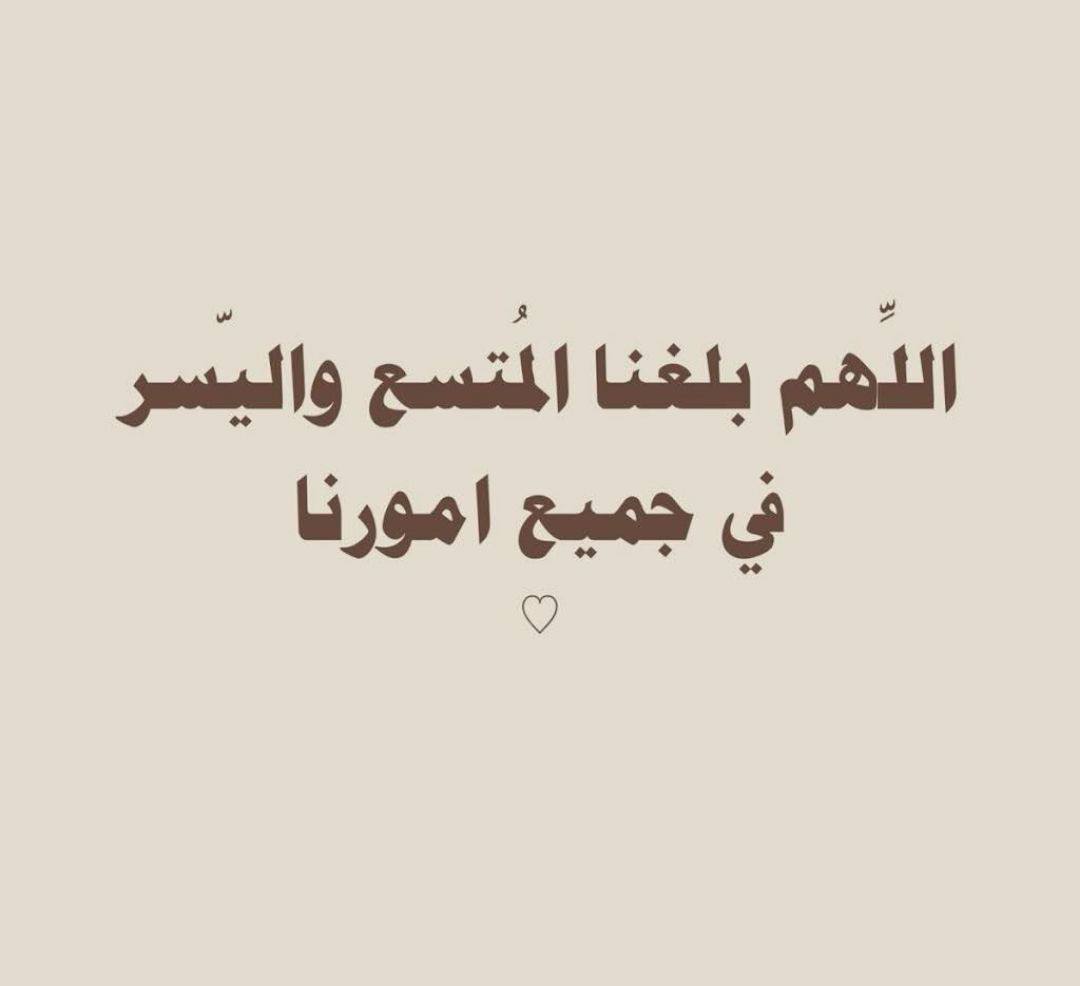 اللِّهم بلغنا المُتسع واليّسر
في جميع امورنا
♡